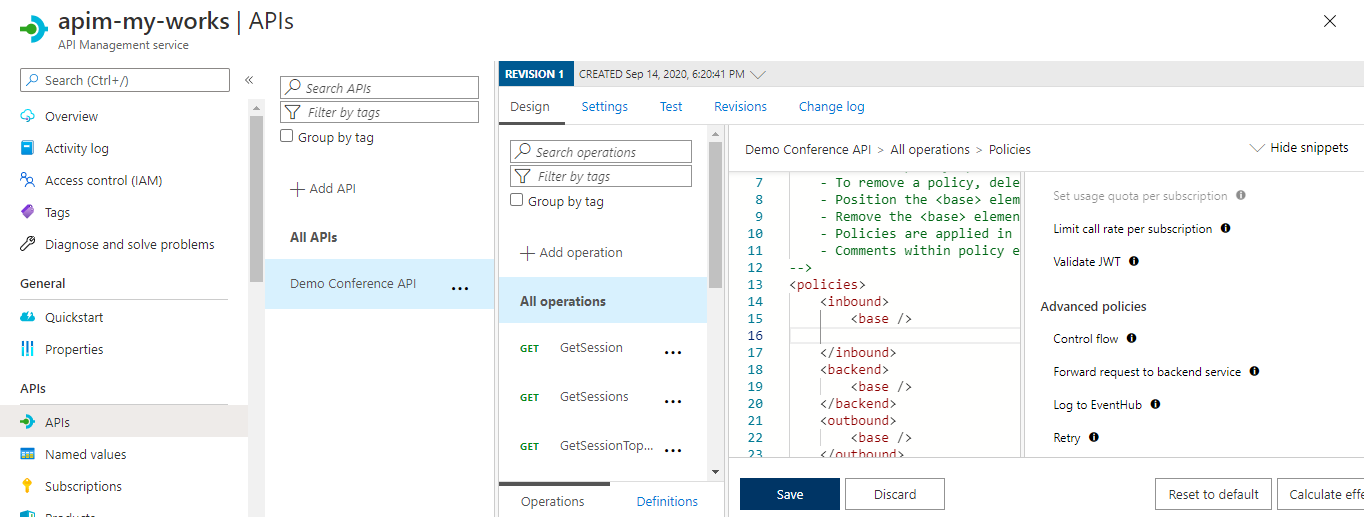 apim-my-works | APIs
API Management service
Search (Ctrl+/)
Overview
Activity log
Access control (IAM)
Tags
Diagnose and solve problems
General
Quickstart
Properties
APIs
APIs
Named values
Subscriptions
Products
Search APIs
Filter by tags
Group by tag
Add API
All APIs
Demo Conference API
REVISION 1 CREATED Sep 14, 2020, 6:20:41 PM
Design Settings Test Revisions Change log
Search operations
Filter by tags
Group by tag
Add operation
All operations
GET GetSession
GET GetSessions
GET GetSessionTop...
Operations Definitions
Demo Conference API > All operations > Policies
Hide snippets
7 - To remove a policy, dele
8 - Position the <base> elem
9 - Remove the <base> elemen
10 - Policies are applied in
11 - Comments within policy e
12 -->
13 <policies>
14 <inbound>
15 <base />
16
17 </inbound>
18 <backend>
19 <base />
20 </backend>
21 <outbound>
22 <base />
23 </outbound>
Set usage quota per subscription
Limit call rate per subscription
Validate JWT
Advanced policies
Control flow
Forward request to backend service
Log to EventHub
Retry
Save Discard Reset to default Calculate effe